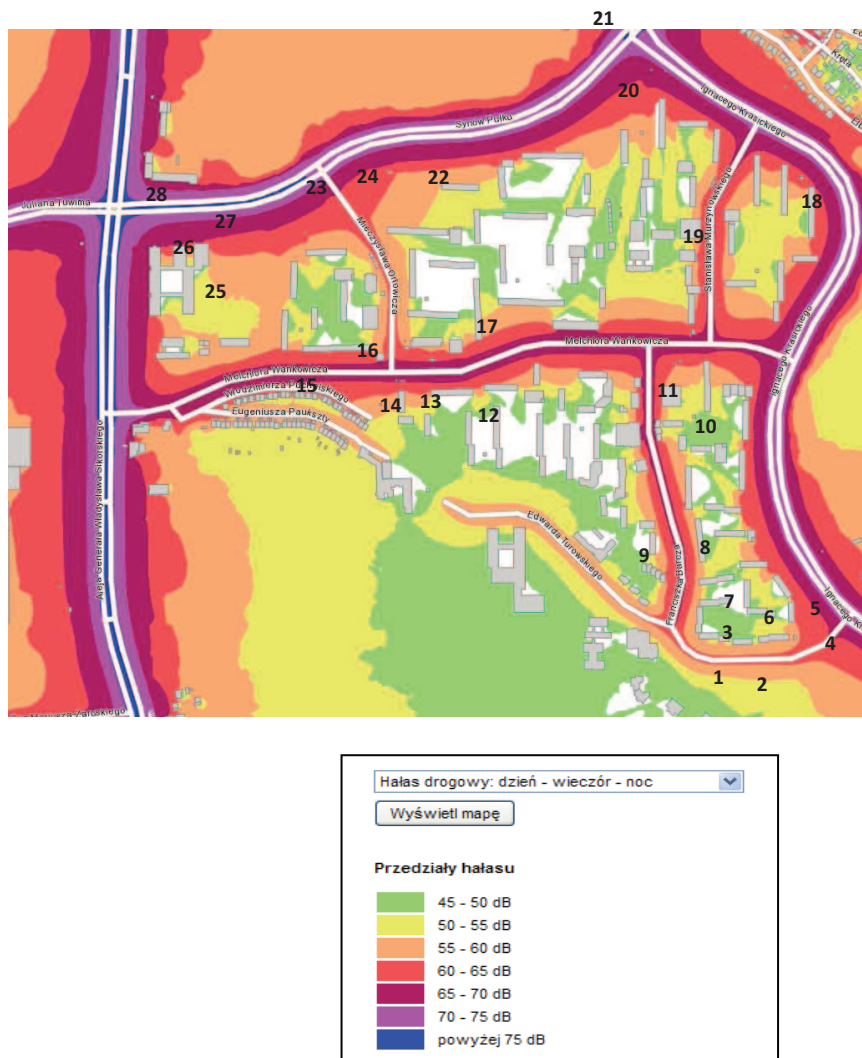 21
Kręta
Ignacego Krasickiego
20
Synów Pułku
24
22
23
28
Juliana Tuwima
27
18
19
Stanisława Murzynowskiego
Mieczysława Orłowicza
26
25
17
16
Melchiora Wańkowicza
Ignacego Krasickiego
Melchiora Wańkowicza
15
Eugeniusza Paukszty
14
13
12
11
10
Aleja Generała Władysława Sikorskiego
Edwarda Turowskiego
Franciszka Barcza
9
8
7
6
5
3
4
1
2
Hałas drogowy: dzień - wieczór - noc
Wyświetl mapę
Przedziały hałasu
45 - 50 dB
50 - 55 dB
55 - 60 dB
60 - 65 dB
65 - 70 dB
70 - 75 dB
powyżej 75 dB